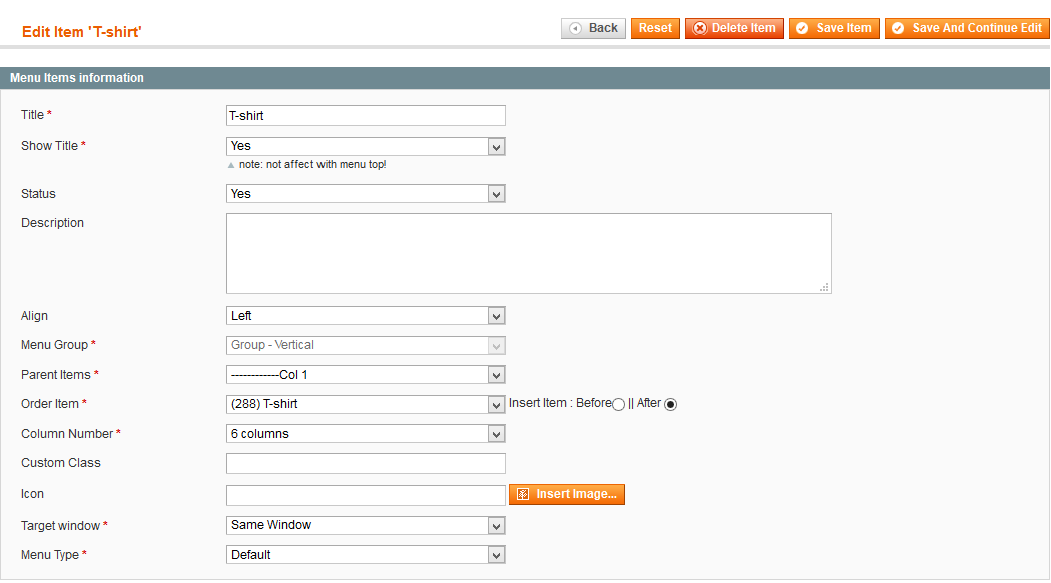 Edit Item 'T-shirt'
Back Reset Delete Item Save Item Save And Continue Edit
Menu Items information
Title * T-shirt
Show Title * Yes
note: not affect with menu top!
Status Yes
Description
Align Left
Menu Group * Group - Vertical
Parent Items * ------------Col 1
Order Item * (288) T-shirt Insert Item : Before || After
Column Number * 6 columns
Custom Class
Icon Insert Image...
Target window * Same Window
Menu Type * Default